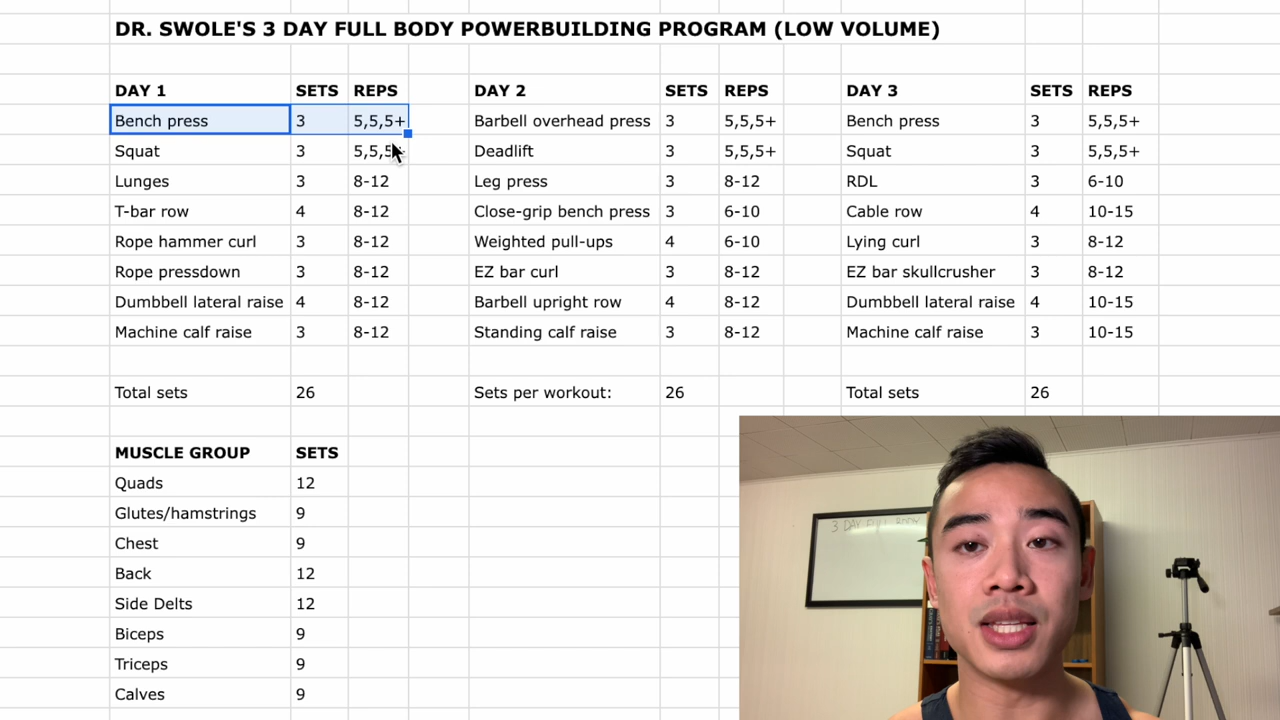 DR. SWOLE'S 3 DAY FULL BODY POWERBUILDING PROGRAM (LOW VOLUME)
DAY 1 SETS REPS DAY 2 SETS REPS DAY 3 SETS REPS
Bench press 3 5,5,5+ Barbell overhead press 3 5,5,5+ Bench press 3 5,5,5+
Squat 3 5,5,5 Deadlift 3 5,5,5+ Squat 3 5,5,5+
Lunges 3 8-12 Leg press 3 8-12 RDL 3 6-10
T-bar row 4 8-12 Close-grip bench press 3 6-10 Cable row 4 10-15
Rope hammer curl 3 8-12 Weighted pull-ups 4 6-10 Lying curl 3 8-12
Rope pressdown 3 8-12 EZ bar curl 3 8-12 EZ bar skullcrusher 3 8-12
Dumbbell lateral raise 4 8-12 Barbell upright row 4 8-12 Dumbbell lateral raise 4 10-15
Machine calf raise 3 8-12 Standing calf raise 3 8-12 Machine calf raise 3 10-15
Total sets 26 Sets per workout: 26 Total sets 26
MUSCLE GROUP SETS
Quads 12
Glutes/hamstrings 9
Chest 9
Back 12
Side Delts 12
Biceps 9
Triceps 9
Calves 9
3 DAY FULL BODY